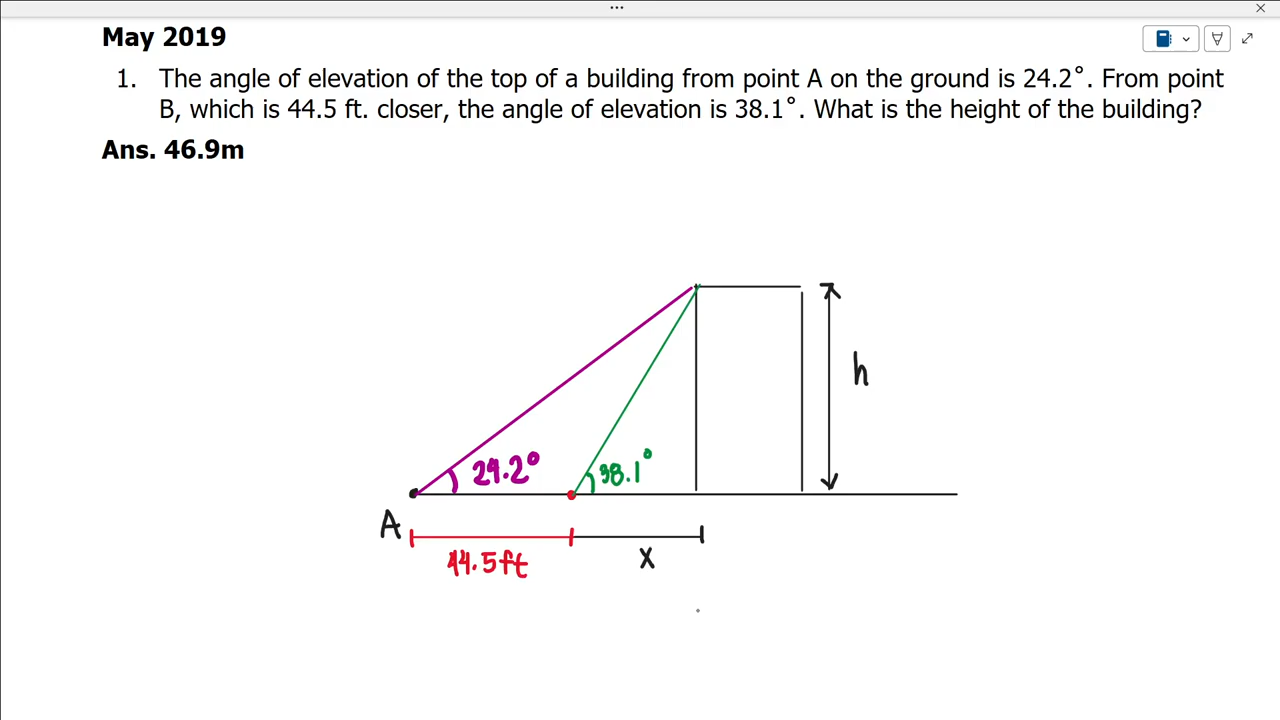 May 2019
1. The angle of elevation of the top of a building from point A on the ground is 24.2˚. From point
B, which is 44.5 ft. closer, the angle of elevation is 38.1˚. What is the height of the building?
Ans. 46.9m
h
24.2°
38.1°
A
44.5ft
x